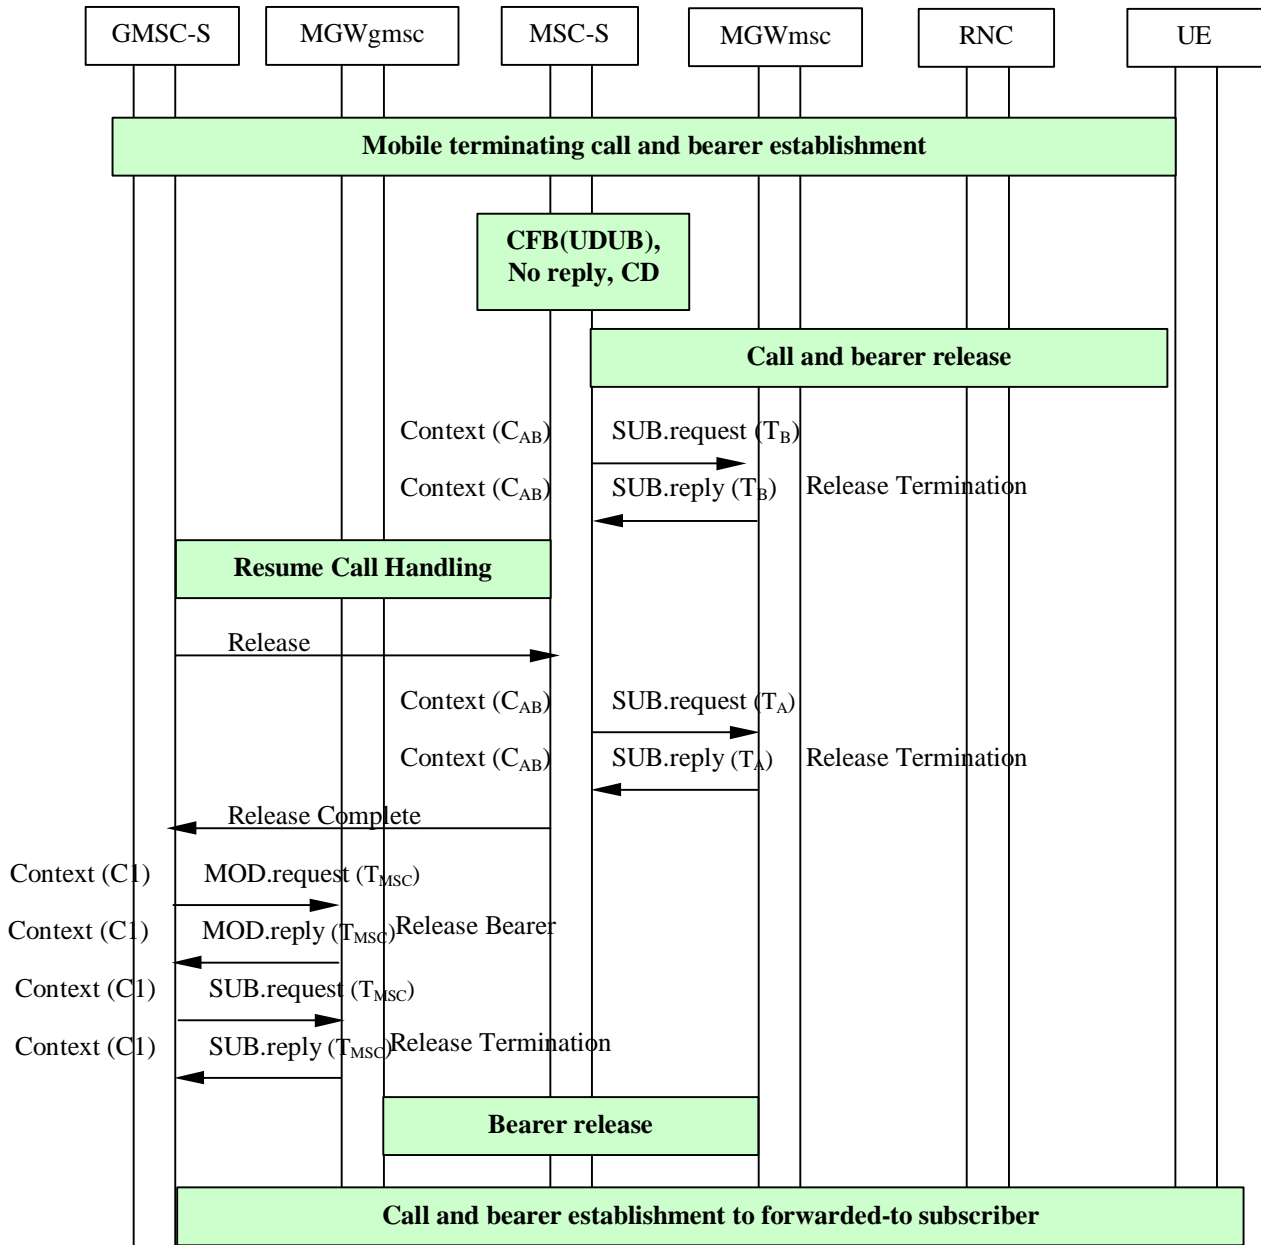 GMSC-S MGWgmsc MSC-S MGWmsc RNC UE
Mobile terminating call and bearer establishment
CFB(UDUB),
No reply, CD
Call and bearer release
Context (CAB) SUB.request (TB)
Context (CAB) SUB.reply (TB) Release Termination
Resume Call Handling
Release
Context (CAB) SUB.request (TA)
Context (CAB) SUB.reply (TA) Release Termination
Release Complete
Context (C1) MOD.request (TMSC)
Context (C1) MOD.reply (TMSC) Release Bearer
Context (C1) SUB.request (TMSC)
Context (C1) SUB.reply (TMSC) Release Termination
Bearer release
Call and bearer establishment to forwarded-to subscriber